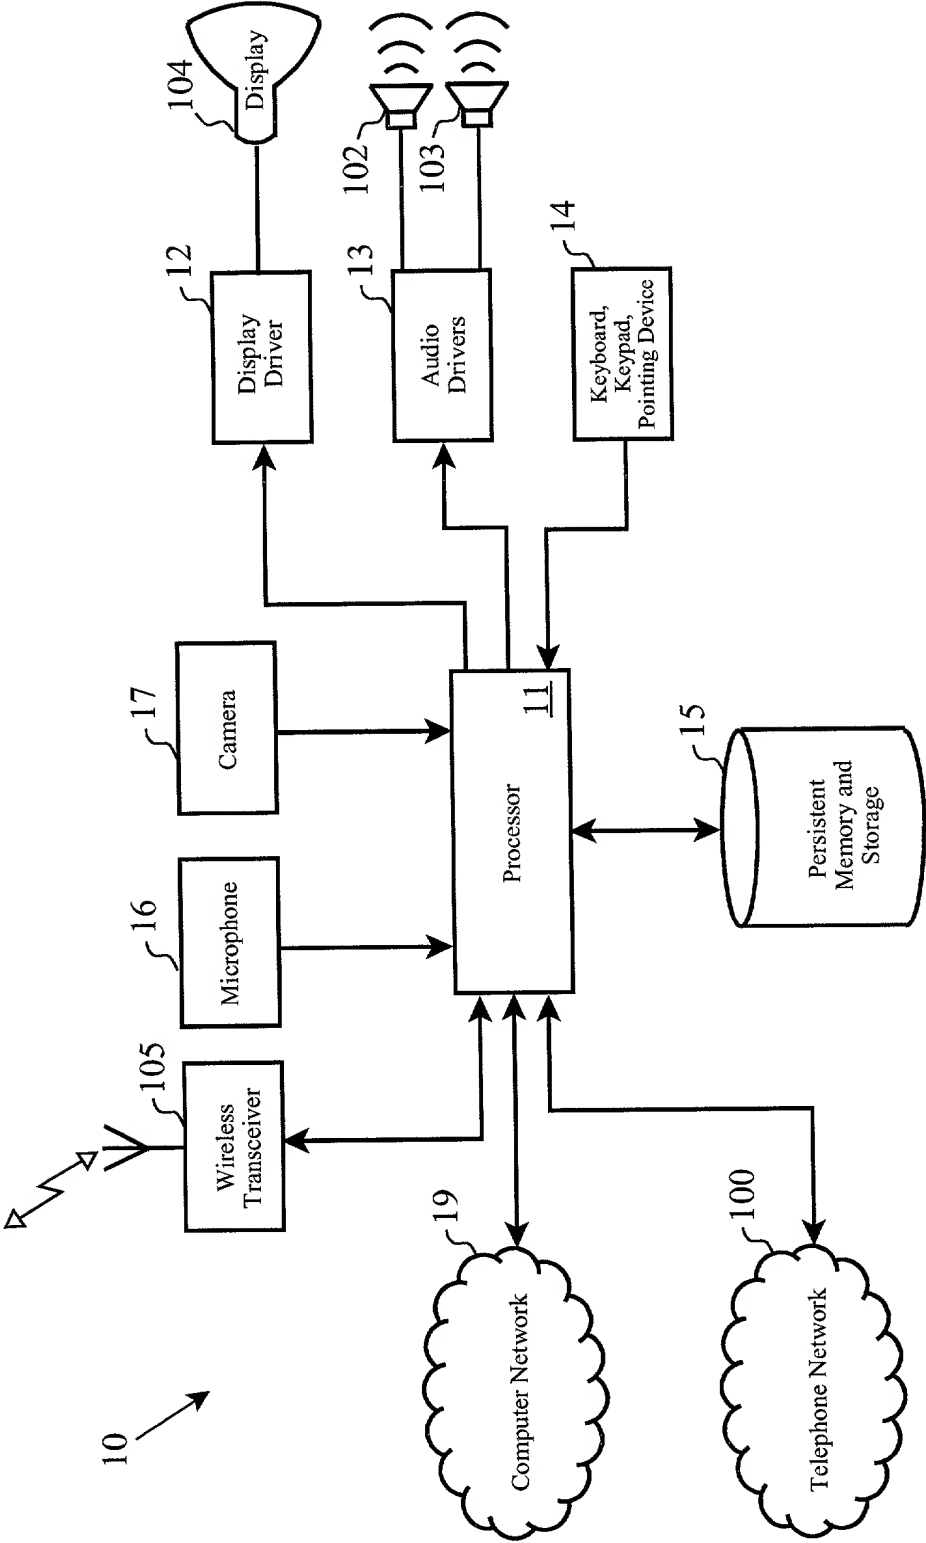 10
105
Wireless
Transceiver
16
Microphone
17
Camera
12
Display
Driver
104
Display
19
Computer Network
Processor
11
13
Audio
Drivers
102
103
100
Telephone Network
15
Persistent
Memory and
Storage
14
Keyboard,
Keypad,
Pointing Device